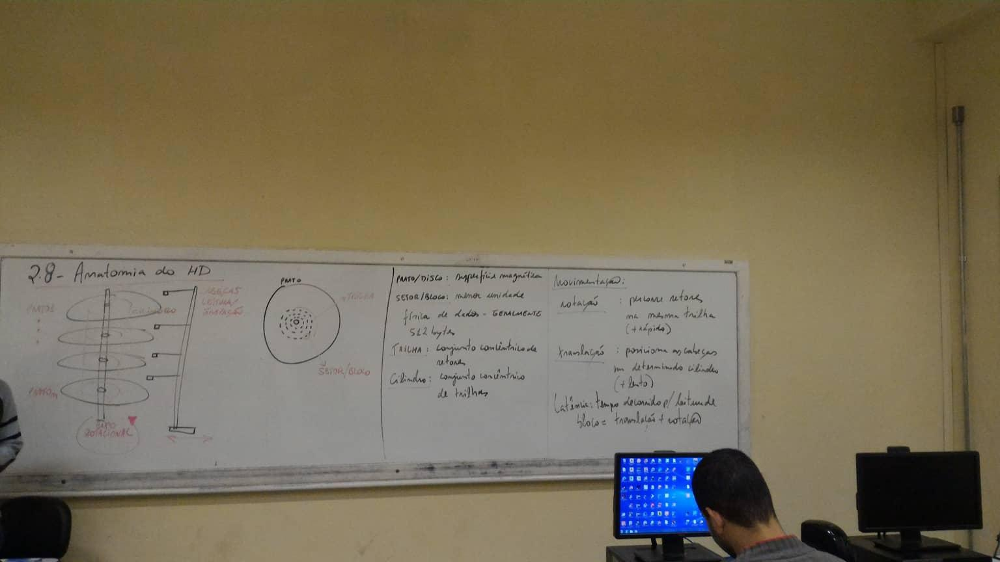 2.8 - Anatomia do HD
PRATO1
CABEÇAS
LEITURA/
GRAVAÇÃO
CILINDRO
PRATOn
EIXO
ROTACIONAL
PRATO
TRILHA
SETOR/BLOCO
PRATO/DISCO: superfície magnética
SETOR/BLOCO: menor unidade
física de dados - GERALMENTE
512 bytes
TRILHA: conjunto concêntrico de
setores
Cilindro: conjunto concêntrico
de trilhas
Movimentação:
rotação : percorre setores
na mesma trilha
(+ rápido)
translação : posiciona as cabeças
em determinado cilindro
(+ lento)
Latência: tempo decorrido p/ leitura de
bloco = translação + rotação